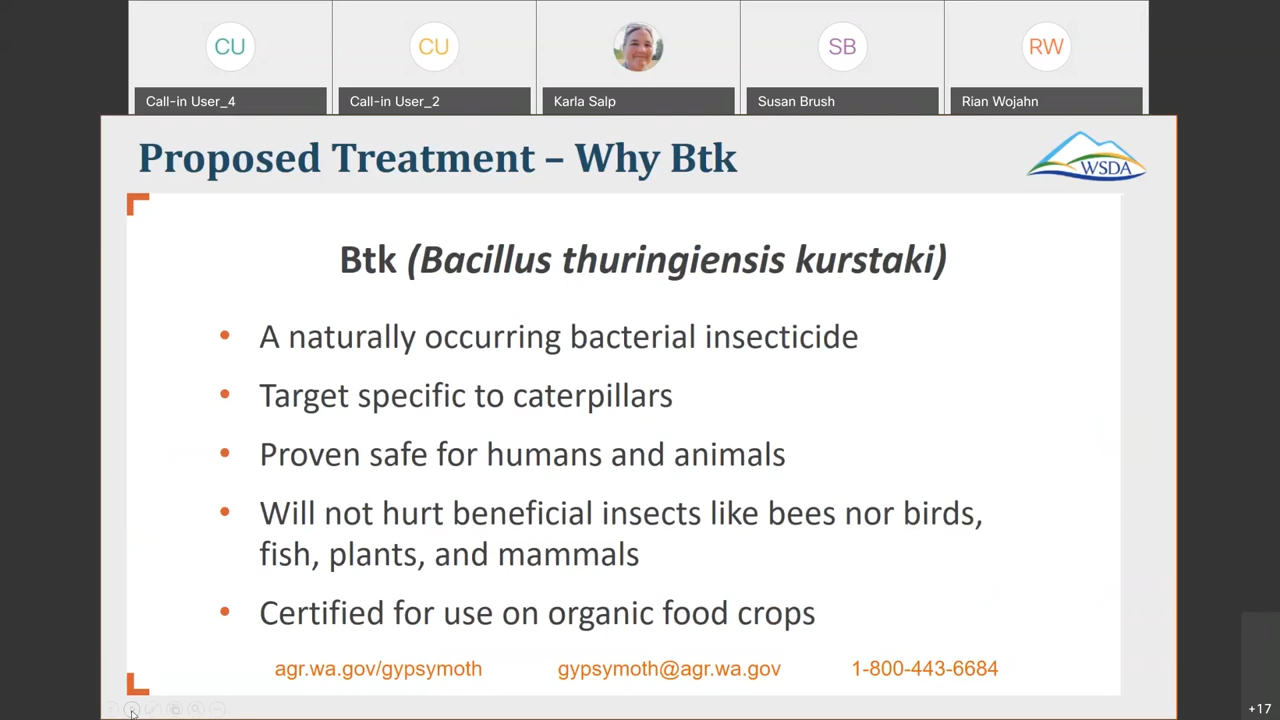 CU
CU
SB
RW
Call-in User_4
Call-in User_2
Karla Salp
Susan Brush
Rian Wojahn
Proposed Treatment – Why Btk
WSDA
Btk (Bacillus thuringiensis kurstaki)
• A naturally occurring bacterial insecticide
• Target specific to caterpillars
• Proven safe for humans and animals
• Will not hurt beneficial insects like bees nor birds,
fish, plants, and mammals
• Certified for use on organic food crops
agr.wa.gov/gypsymoth gypsymoth@agr.wa.gov 1-800-443-6684
+17